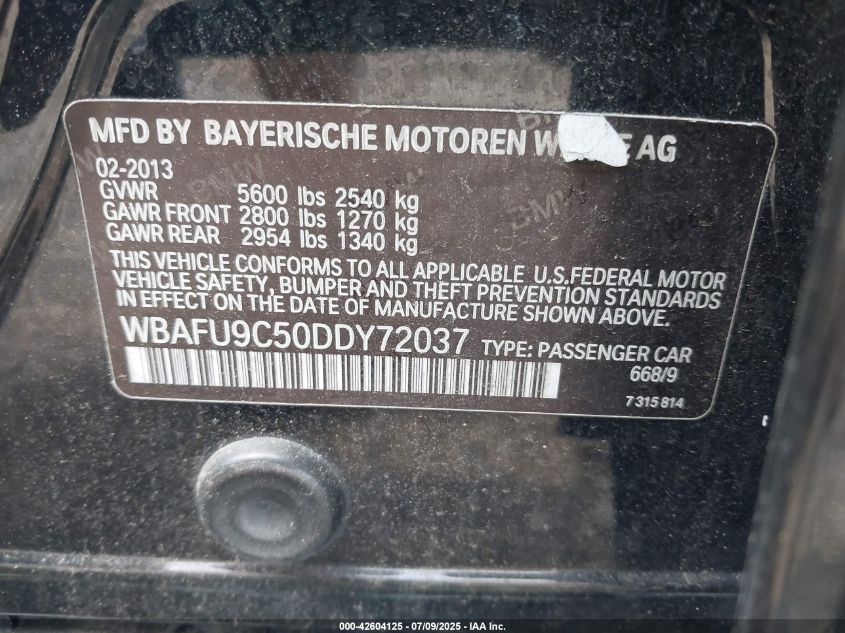 MFD BY BAYERISCHE MOTOREN AG
02-2013
GVWR 5600 lbs 2540 kg
GAWR FRONT 2800 lbs 1270 kg
GAWR REAR 2954 lbs 1340 kg
THIS VEHICLE CONFORMS TO ALL APPLICABLE U.S.FEDERAL MOTOR
VEHICLE SAFETY, BUMPER AND THEFT PREVENTION STANDARDS
IN EFFECT ON THE DATE OF MANUFACTURE SHOWN ABOVE.
WBAFU9C50DDY72037 TYPE: PASSENGER CAR
668/9
7 315 814
000-42604125 / 07/09/2025 / IAA Inc.